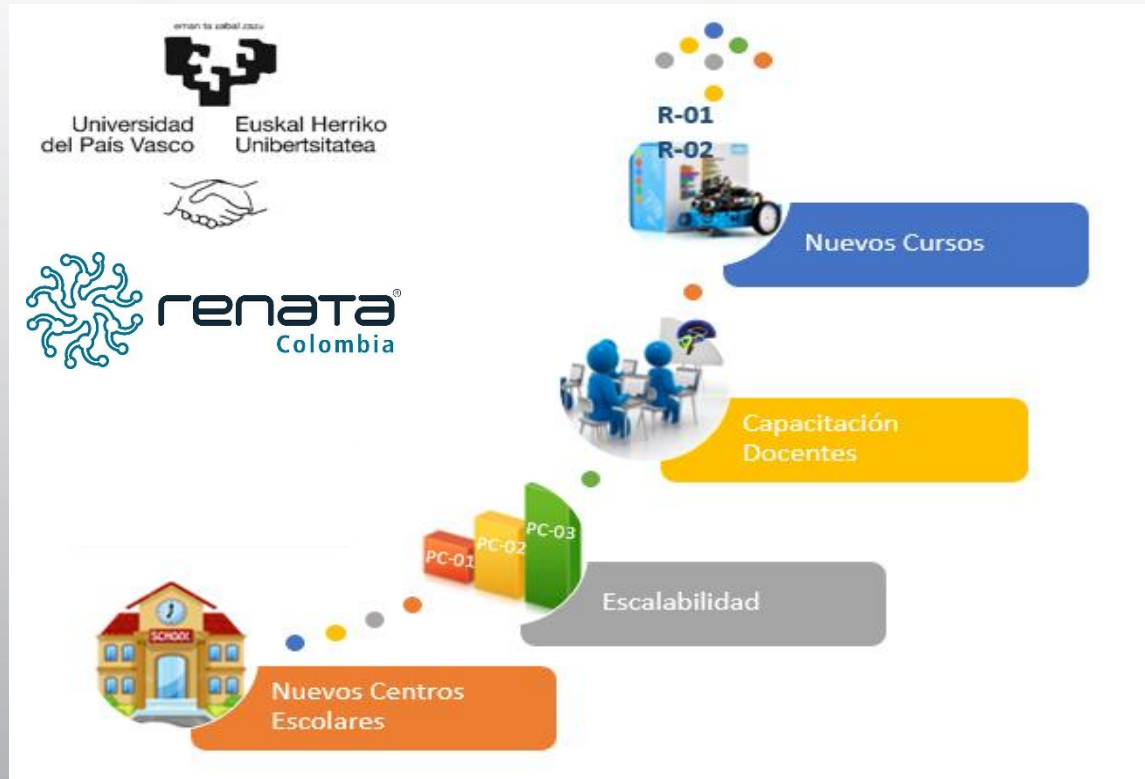 eman ta zabal zazu
Universidad
del País Vasco
Euskal Herriko
Unibertsitatea
renata®
Colombia
R-01
R-02
Nuevos Cursos
Capacitación
Docentes
PC-01
PC-02
PC-03
Escalabilidad
SCHOOL
Nuevos Centros
Escolares